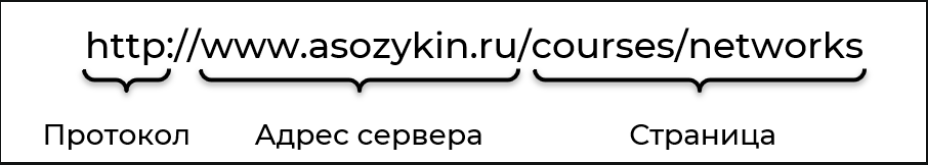 http://www.asozykin.ru/courses/networks
Протокол Адрес сервера Страница